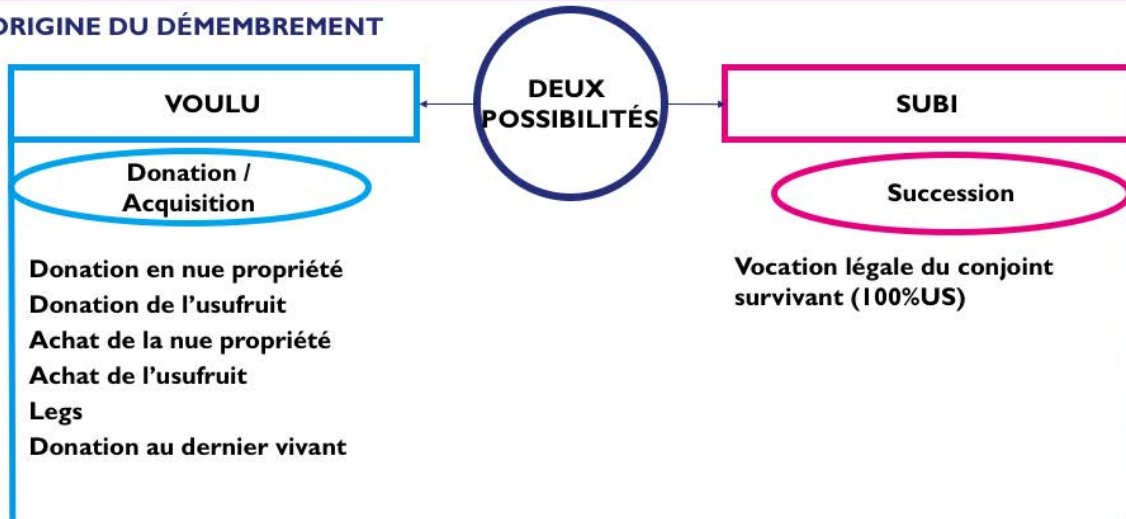 ORIGINE DU DÉMEMBREMENT
DEUX
POSSIBILITÉS
VOULU
Donation /
Acquisition
Donation en nue propriété
Donation de l'usufruit
Achat de la nue propriété
Achat de l'usufruit
Legs
Donation au dernier vivant
SUBI
Succession
Vocation légale du conjoint
survivant (100%US)